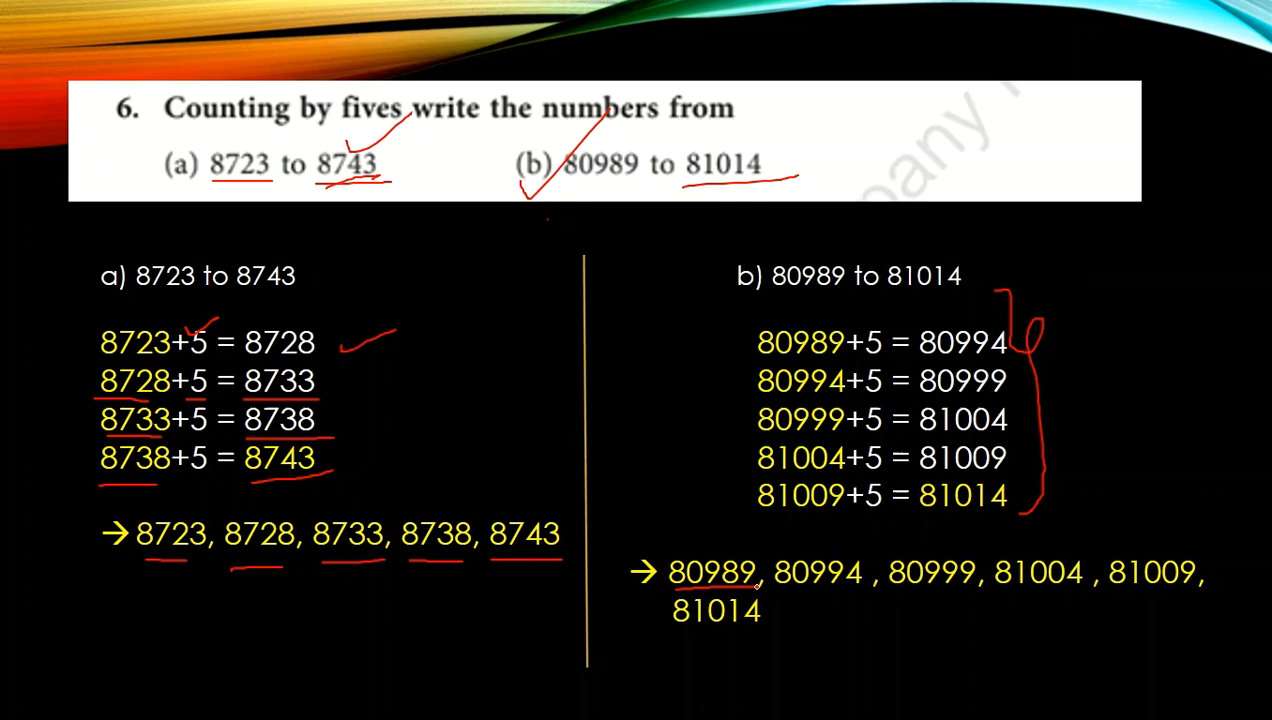 6. Counting by fives write the numbers from
(a) 8723 to 8743 (b) 80989 to 81014
a) 8723 to 8743
8723+5 = 8728
8728+5 = 8733
8733+5 = 8738
8738+5 = 8743
→ 8723, 8728, 8733, 8738, 8743
b) 80989 to 81014
80989+5 = 80994
80994+5 = 80999
80999+5 = 81004
81004+5 = 81009
81009+5 = 81014
→ 80989, 80994 , 80999, 81004 , 81009,
81014